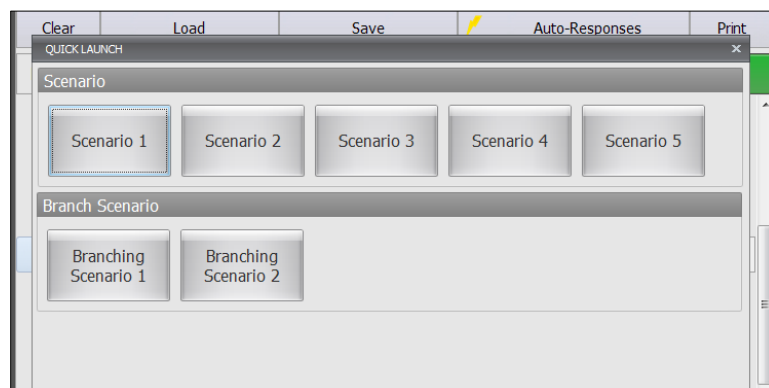 Clear Load Save Auto-Responses Print
QUICK LAUNCH
Scenario
Scenario 1 Scenario 2 Scenario 3 Scenario 4 Scenario 5
Branch Scenario
Branching Branching
Scenario 1 Scenario 2